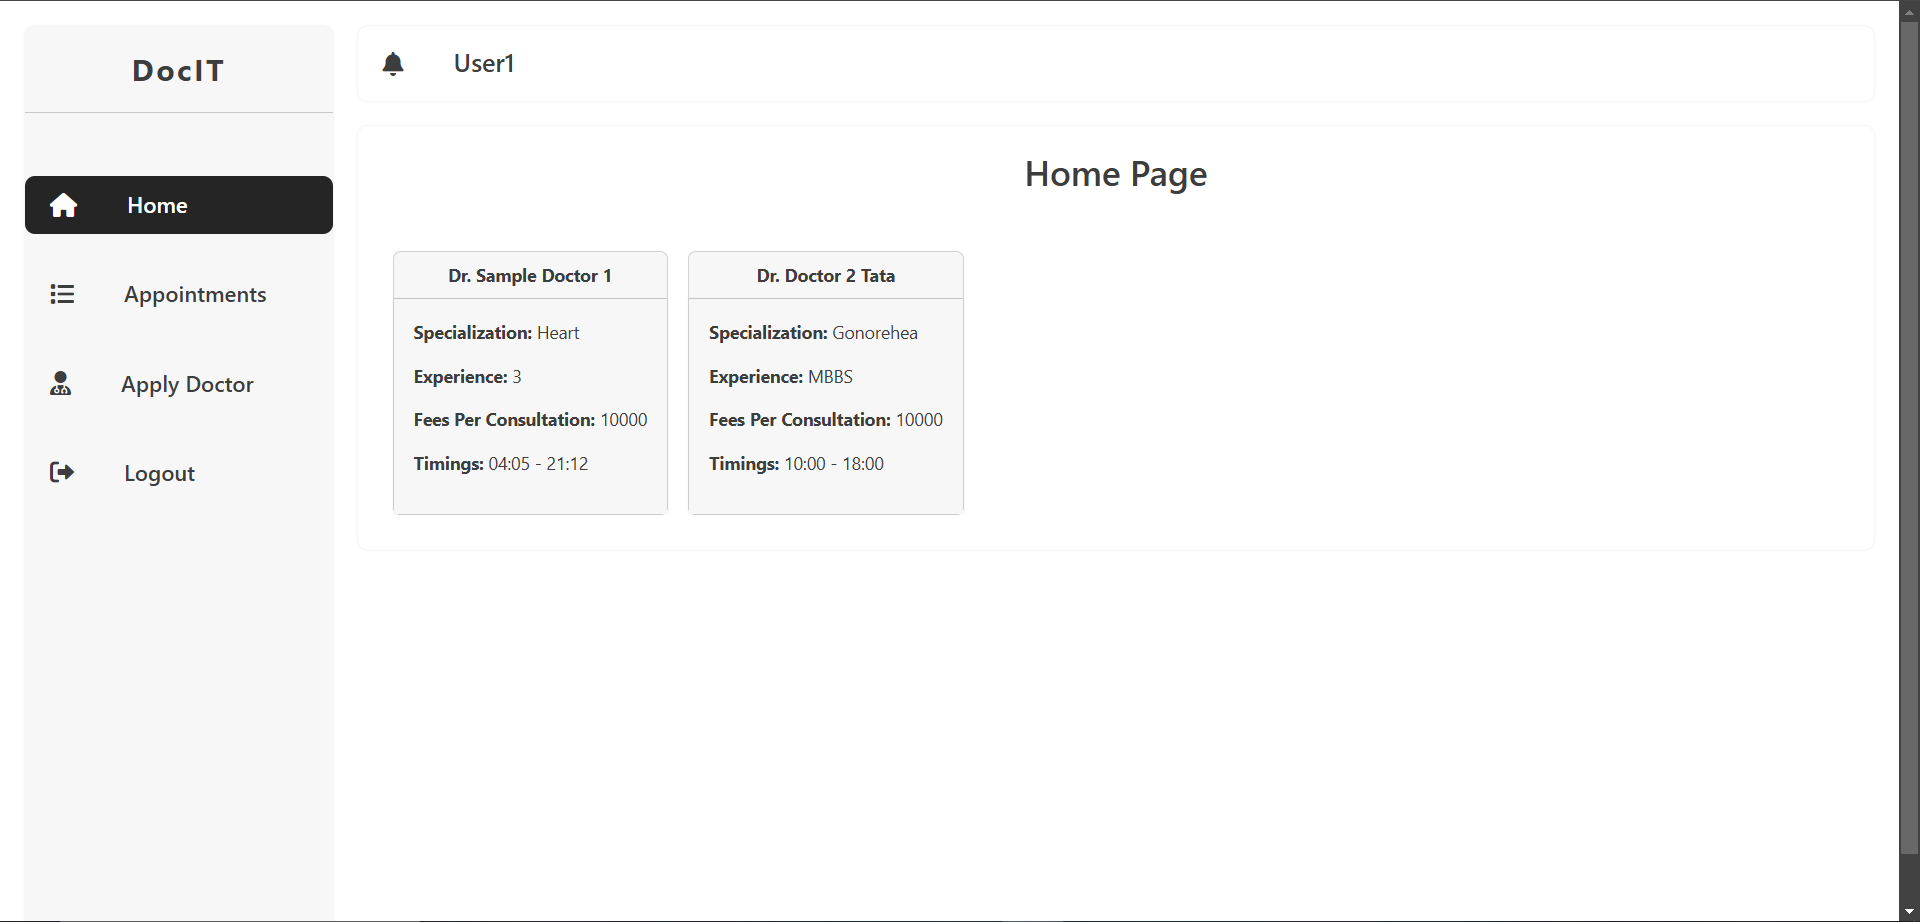 DocIT
Home
Appointments
Apply Doctor
Logout
User1
Home Page
Dr. Sample Doctor 1
Specialization: Heart
Experience: 3
Fees Per Consultation: 10000
Timings: 04:05 - 21:12
Dr. Doctor 2 Tata
Specialization: Gonorehea
Experience: MBBS
Fees Per Consultation: 10000
Timings: 10:00 - 18:00